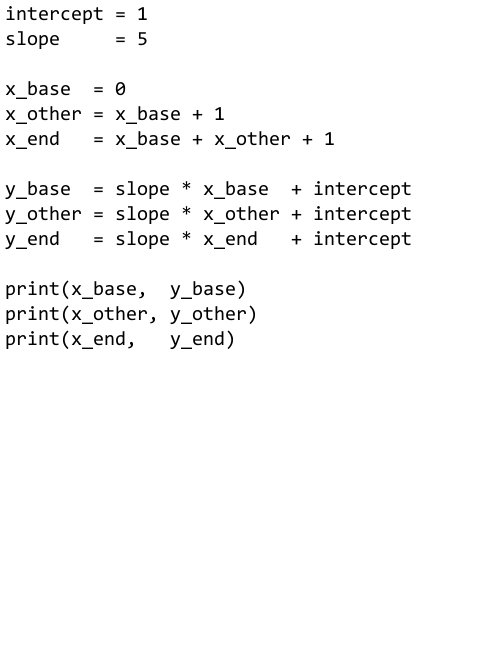 intercept = 1
slope     = 5

x_base  = 0
x_other = x_base + 1
x_end   = x_base + x_other + 1

y_base  = slope * x_base  + intercept
y_other = slope * x_other + intercept
y_end   = slope * x_end   + intercept

print(x_base,  y_base)
print(x_other, y_other)
print(x_end,   y_end)